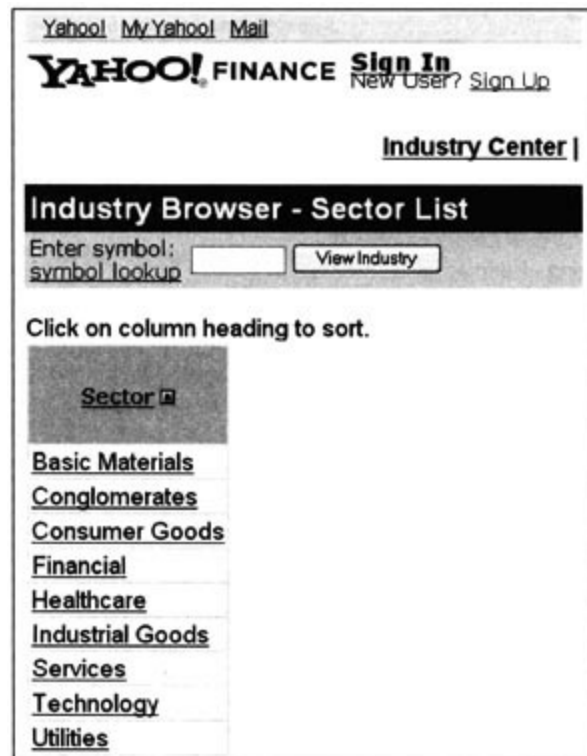 Yahoo! My Yahoo! Mail
YAHOO! FINANCE Sign In
New User? Sign Up
Industry Center |
Industry Browser - Sector List
Enter symbol:
symbol lookup View Industry
Click on column heading to sort.
Sector
Basic Materials
Conglomerates
Consumer Goods
Financial
Healthcare
Industrial Goods
Services
Technology
Utilities